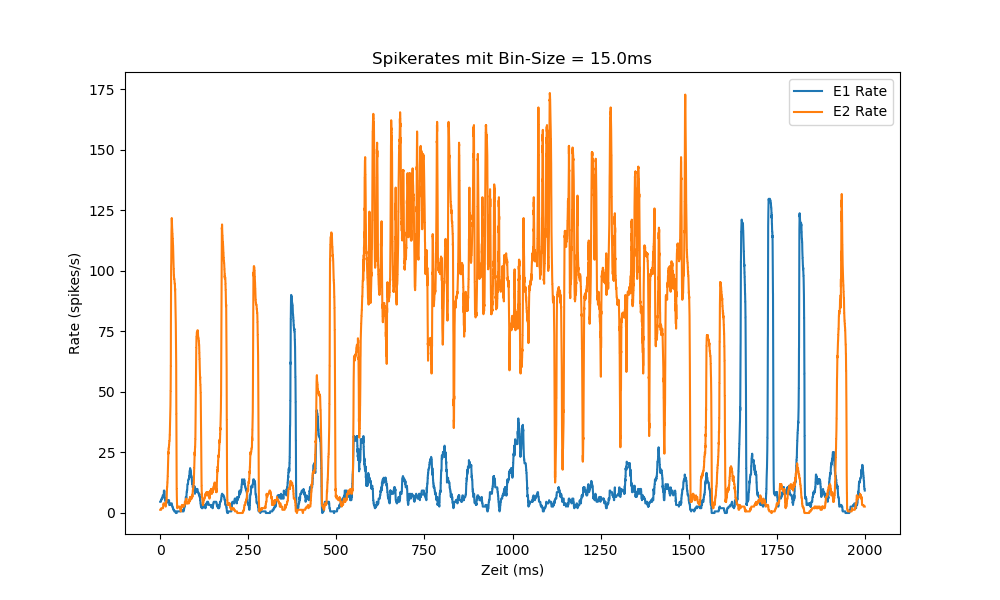 Spikerates mit Bin-Size = 15.0ms
E1 Rate
E2 Rate
Rate (spikes/s)
175
150
125
100
75
50
25
0
0 250 500 750 1000 1250 1500 1750 2000
Zeit (ms)